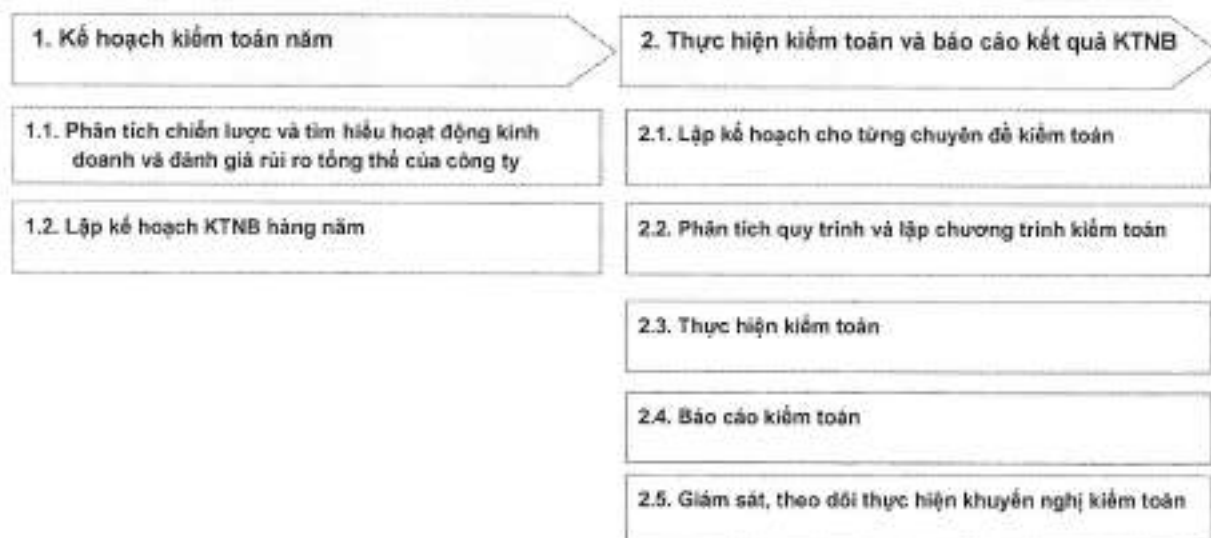 1. Kế hoạch kiểm toán năm
1.1. Phân tích chiến lược và tìm hiểu hoạt động kinh
doanh và đánh giá rủi ro tổng thể của công ty
1.2. Lập kế hoạch KTNB hàng năm
2. Thực hiện kiểm toán và báo cáo kết quả KTNB
2.1. Lập kế hoạch cho từng chuyên đề kiểm toán
2.2. Phân tích quy trình và lập chương trình kiểm toán
2.3. Thực hiện kiểm toán
2.4. Báo cáo kiểm toán
2.5. Giám sát, theo dõi thực hiện khuyến nghị kiểm toán